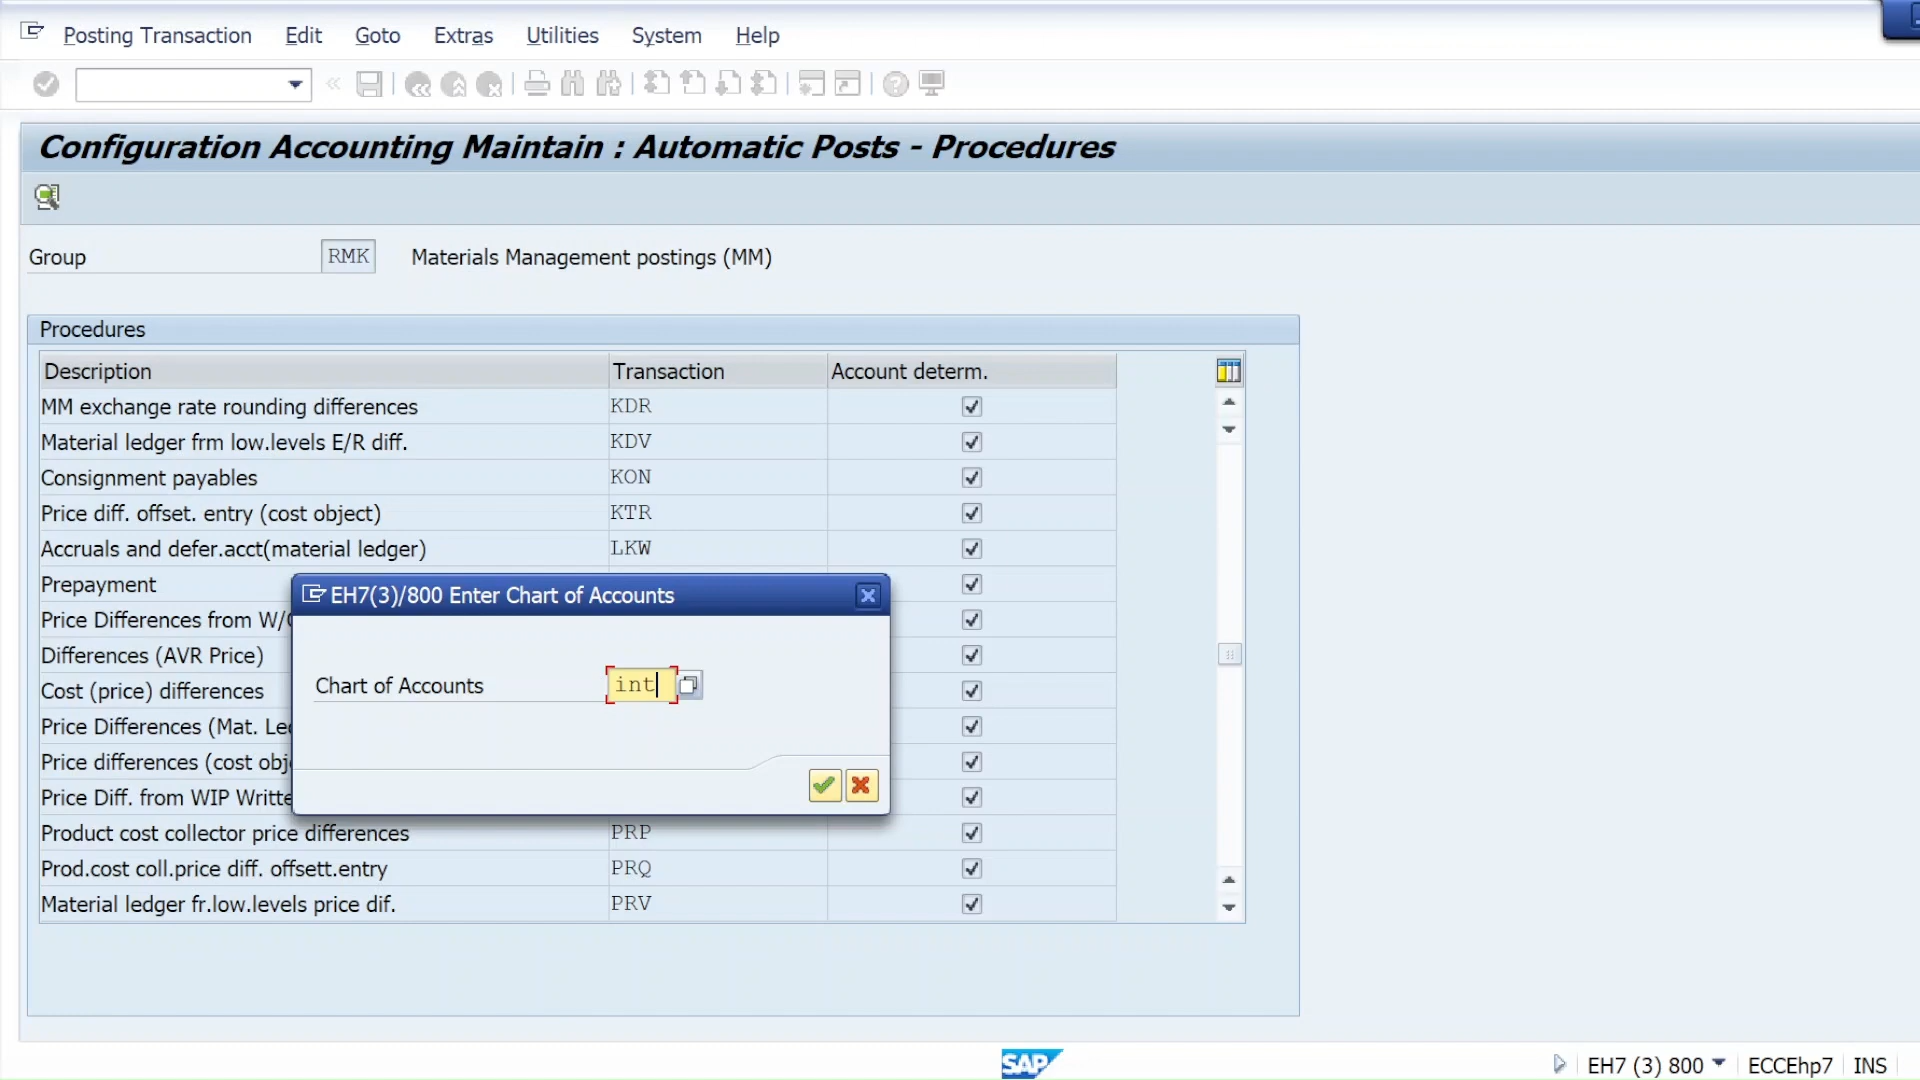 Posting Transaction Edit Goto Extras Utilities System Help
Configuration Accounting Maintain : Automatic Posts - Procedures
Group RMK Materials Management postings (MM)
Procedures
Description Transaction Account determ.
MM exchange rate rounding differences KDR
Material ledger frm low.levels E/R diff. KDV
Consignment payables KON
Price diff. offset. entry (cost object) KTR
Accruals and defer.acct(material ledger) LKW
Prepayment
EH7(3)/800 Enter Chart of Accounts
Price Differences from W/
Differences (AVR Price)
Chart of Accounts int
Cost (price) differences
Price Differences (Mat. Le
Price differences (cost obj
Price Diff. from WIP Writte
Product cost collector price differences PRP
Prod.cost coll.price diff. offsett.entry PRQ
Material ledger fr.low.levels price dif. PRV
SAP EH7 (3) 800 ECCEhp7 INS